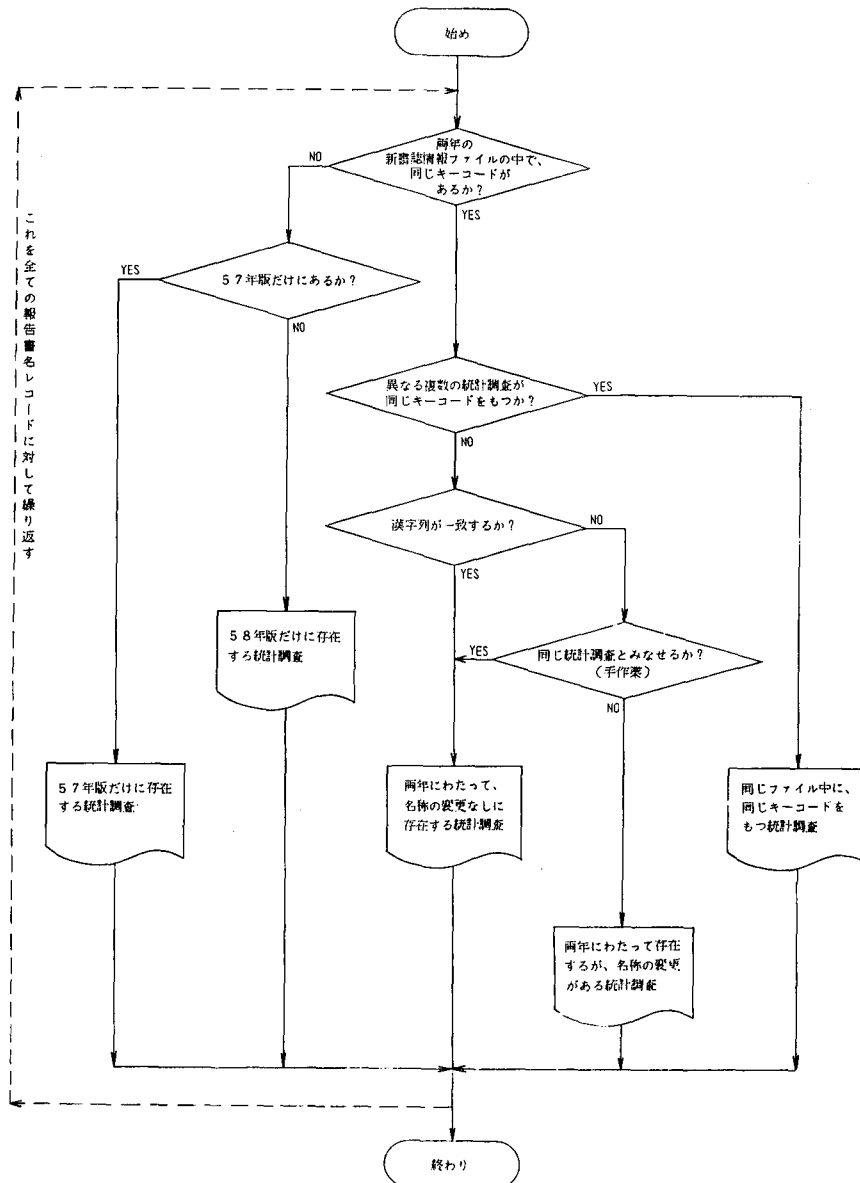 始め
両年の
新書誌情報ファイルの中で、
同じキーコードが
あるか？
NO
YES
５７年版だけにあるか？
YES
NO
異なる複数の統計調査が
同じキーコードをもつか？
YES
NO
漢字列が一致するか？
NO
YES
同じ統計調査とみなせるか？
（手作業）
YES
NO
５８年版だけに存在
する統計調査
５７年版だけに存在
する統計調査
両年にわたって、
名称の変更なしに
存在する統計調査
同じファイル中に、
同じキーコードを
もつ統計調査
両年にわたって存在
するが、名称の変更
がある統計調査
これを全ての報告書名レコードに対して繰り返す
終わり